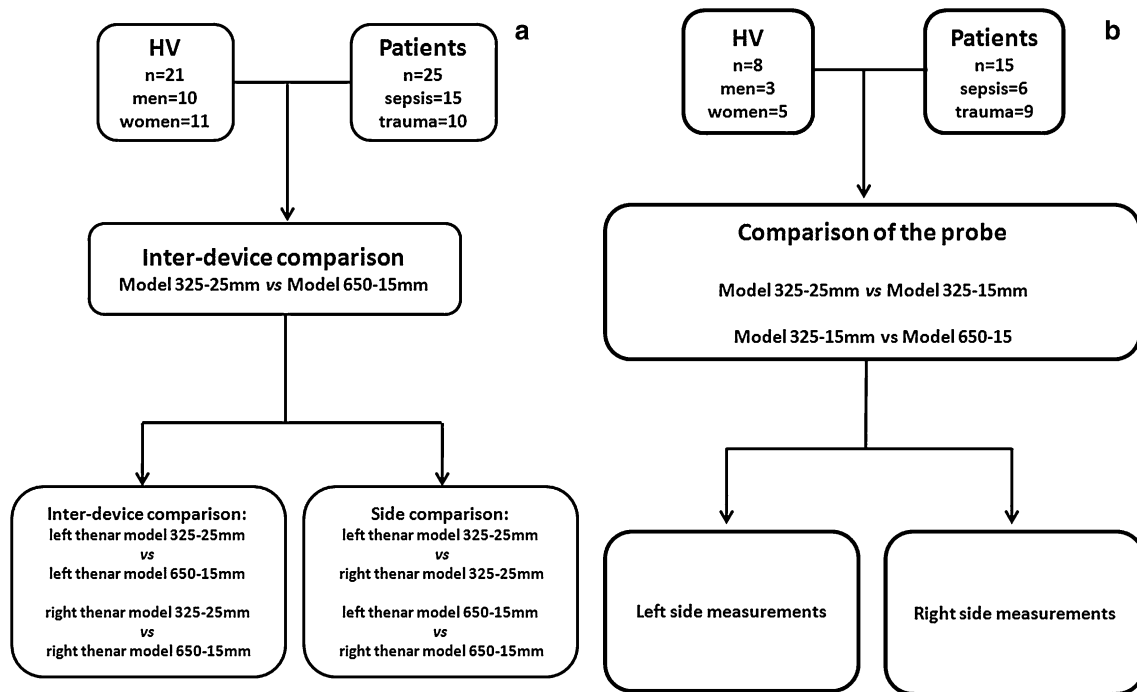 a
HV
n=21
men=10
women=11
Patients
n=25
sepsis=15
trauma=10
Inter-device comparison
Model 325-25mm vs Model 650-15mm
Inter-device comparison:
left thenar model 325-25mm
vs
left thenar model 650-15mm
right thenar model 325-25mm
vs
right thenar model 650-15mm
Side comparison:
left thenar model 325-25mm
vs
right thenar model 325-25mm
left thenar model 650-15mm
vs
right thenar model 650-15mm
b
HV
n=8
men=3
women=5
Patients
n=15
sepsis=6
trauma=9
Comparison of the probe
Model 325-25mm vs Model 325-15mm
Model 325-15mm vs Model 650-15
Left side measurements
Right side measurements